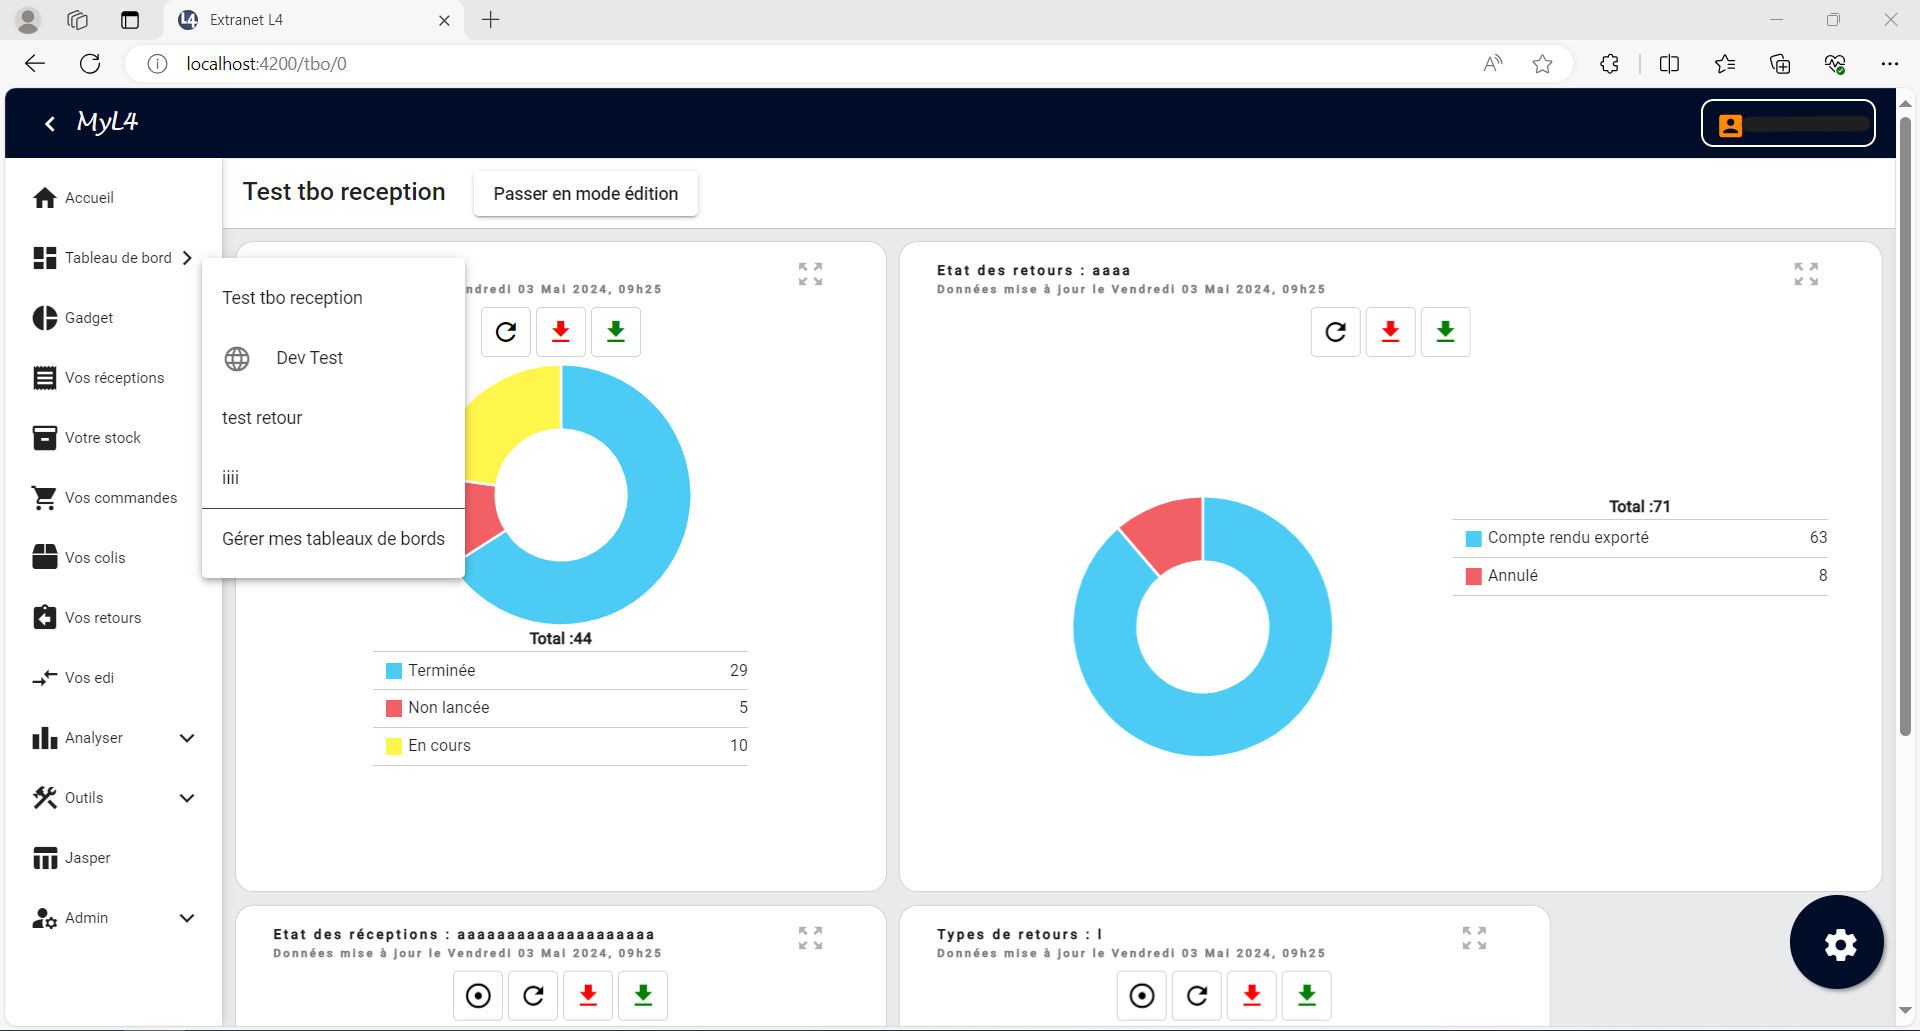 Extranet L4
localhost:4200/tbo/0
MyL4
Test tbo reception
Passer en mode édition
Accueil
Tableau de bord
Gadget
Vos réceptions
Votre stock
Vos commandes
Vos colis
Vos retours
Vos edi
Analyser
Outils
Jasper
Admin
Test tbo reception
Dev Test
test retour
iiii
Gérer mes tableaux de bords
ndredi 03 Mai 2024, 09h25
Total :44
Terminée 29
Non lancée 5
En cours 10
Etat des retours : aaaa
Données mise à jour le Vendredi 03 Mai 2024, 09h25
Total :71
Compte rendu exporté 63
Annulé 8
Etat des réceptions : aaaaaaaaaaaaaaaaaaaa
Données mise à jour le Vendredi 03 Mai 2024, 09h25
Types de retours : l
Données mise à jour le Vendredi 03 Mai 2024, 09h25